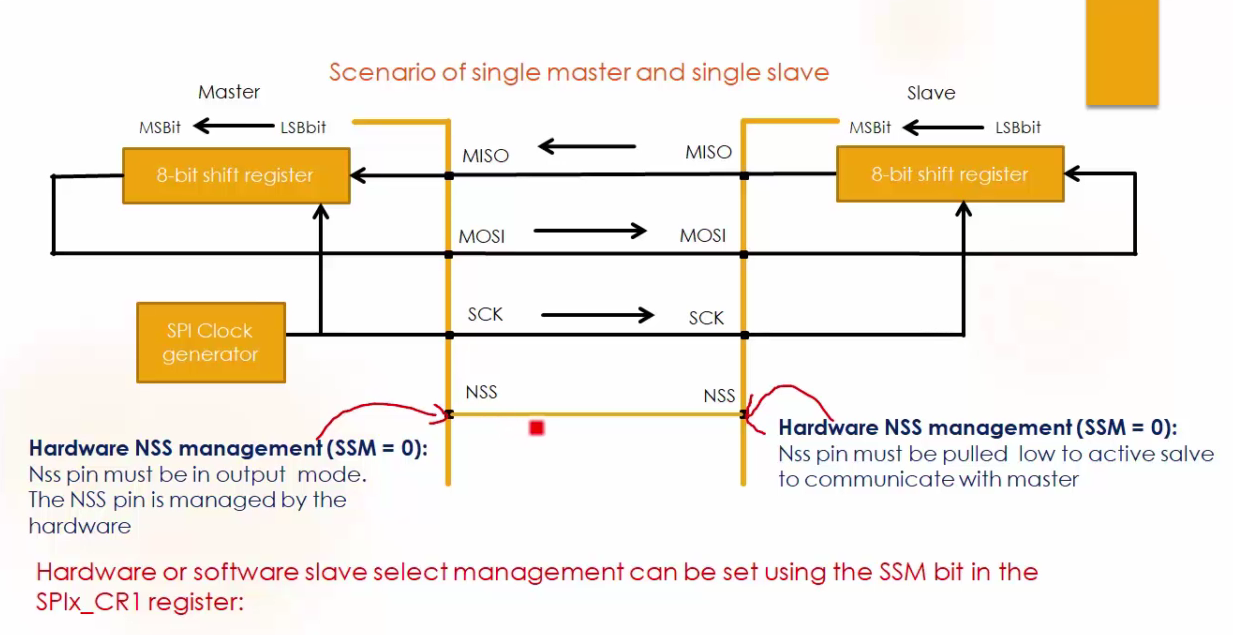 Scenario of single master and single slave
Master
Slave
MSBit
LSBbit
MSBit
LSBbit
MISO
MISO
8-bit shift register
8-bit shift register
MOSI
MOSI
SCK
SCK
SPI Clock
generator
NSS
NSS
Hardware NSS management (SSM = 0):
Nss pin must be in output mode.
The NSS pin is managed by the
hardware
Hardware NSS management (SSM = 0):
Nss pin must be pulled low to active salve
to communicate with master
Hardware or software slave select management can be set using the SSM bit in the
SPIx_CR1 register: